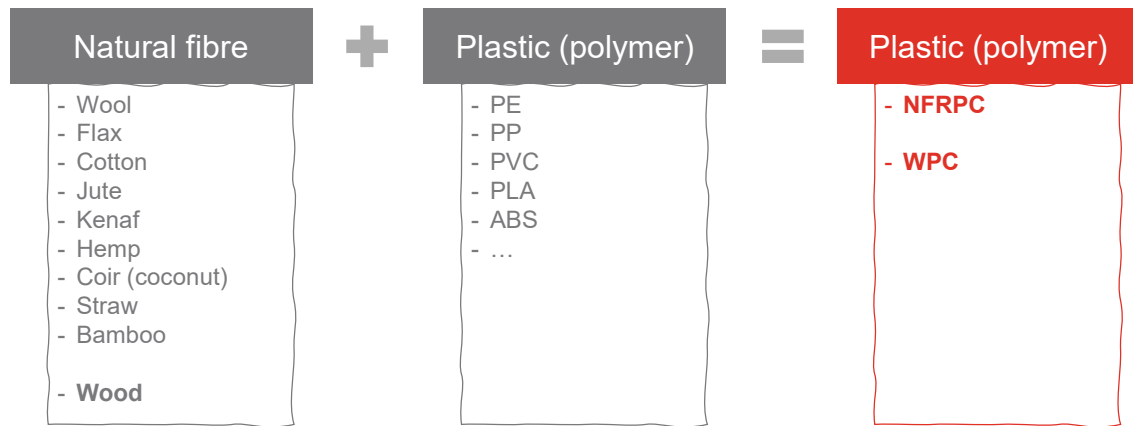 Natural fibre + Plastic (polymer) = Plastic (polymer)
- Wool
- Flax
- Cotton
- Jute
- Kenaf
- Hemp
- Coir (coconut)
- Straw
- Bamboo
- Wood
- PE
- PP
- PVC
- PLA
- ABS
- …
- NFRPC
- WPC